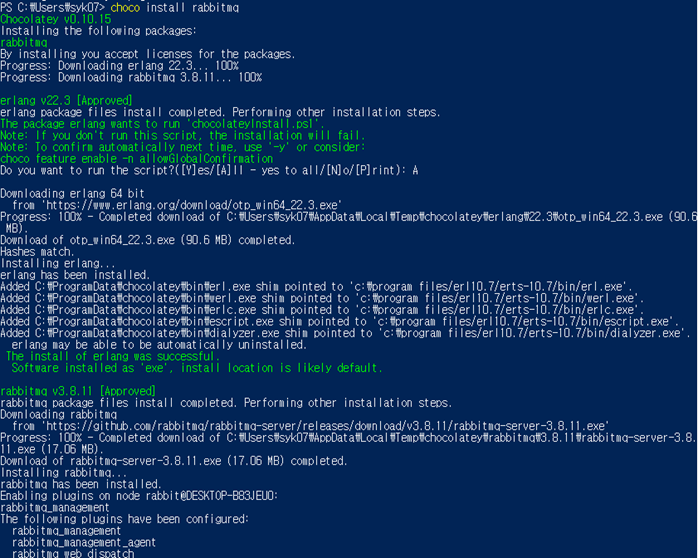 PS C:₩Users₩syk07> choco install rabbitmq
Chocolatey v0.10.15
Installing the following packages:
rabbitmq
By installing you accept licenses for the packages.
Progress: Downloading erlang 22.3... 100%
Progress: Downloading rabbitmq 3.8.11... 100%
erlang v22.3 [Approved]
erlang package files install completed. Performing other installation steps.
The package erlang wants to run 'chocolateyInstall.ps1'.
Note: If you don't run this script, the installation will fail.
Note: To confirm automatically next time, use '-y' or consider:
choco feature enable -n allowGlobalConfirmation
Do you want to run the script?([Y]es/[A]ll - yes to all/[N]o/[P]rint): A
Downloading erlang 64 bit
from 'https://www.erlang.org/download/otp_win64_22.3.exe'
Progress: 100% - Completed download of C:₩Users₩syk07₩AppData₩Local₩Temp₩chocolatey₩erlang₩22.3₩otp_win64_22.3.exe (90.6
MB).
Download of otp_win64_22.3.exe (90.6 MB) completed.
Hashes match.
Installing erlang...
erlang has been installed.
Added C:₩ProgramData₩chocolatey₩bin₩erl.exe shim pointed to 'c:₩program files/erl10.7/erts-10.7/bin/erl.exe'.
Added C:₩ProgramData₩chocolatey₩bin₩werl.exe shim pointed to 'c:₩program files/erl10.7/erts-10.7/bin/werl.exe'.
Added C:₩ProgramData₩chocolatey₩bin₩erlc.exe shim pointed to 'c:₩program files/erl10.7/erts-10.7/bin/erlc.exe'.
Added C:₩ProgramData₩chocolatey₩bin₩escript.exe shim pointed to 'c:₩program files/erl10.7/erts-10.7/bin/escript.exe'.
Added C:₩ProgramData₩chocolatey₩bin₩dialyzer.exe shim pointed to 'c:₩program files/erl10.7/erts-10.7/bin/dialyzer.exe'.
erlang may be able to be automatically uninstalled.
The install of erlang was successful.
Software installed as 'exe', install location is likely default.
rabbitmq v3.8.11 [Approved]
rabbitmq package files install completed. Performing other installation steps.
Downloading rabbitmq
from 'https://github.com/rabbitmq/rabbitmq-server/releases/download/v3.8.11/rabbitmq-server-3.8.11.exe'
Progress: 100% - Completed download of C:₩Users₩syk07₩AppData₩Local₩Temp₩chocolatey₩rabbitmq₩3.8.11₩rabbitmq-server-3.8.
11.exe (17.06 MB).
Download of rabbitmq-server-3.8.11.exe (17.06 MB) completed.
Installing rabbitmq...
rabbitmq has been installed.
Enabling plugins on node rabbit@DESKTOP-B83JEUO:
rabbitmq_management
The following plugins have been configured:
rabbitmq_management
rabbitmq_management_agent
rabbitmq_web_dispatch